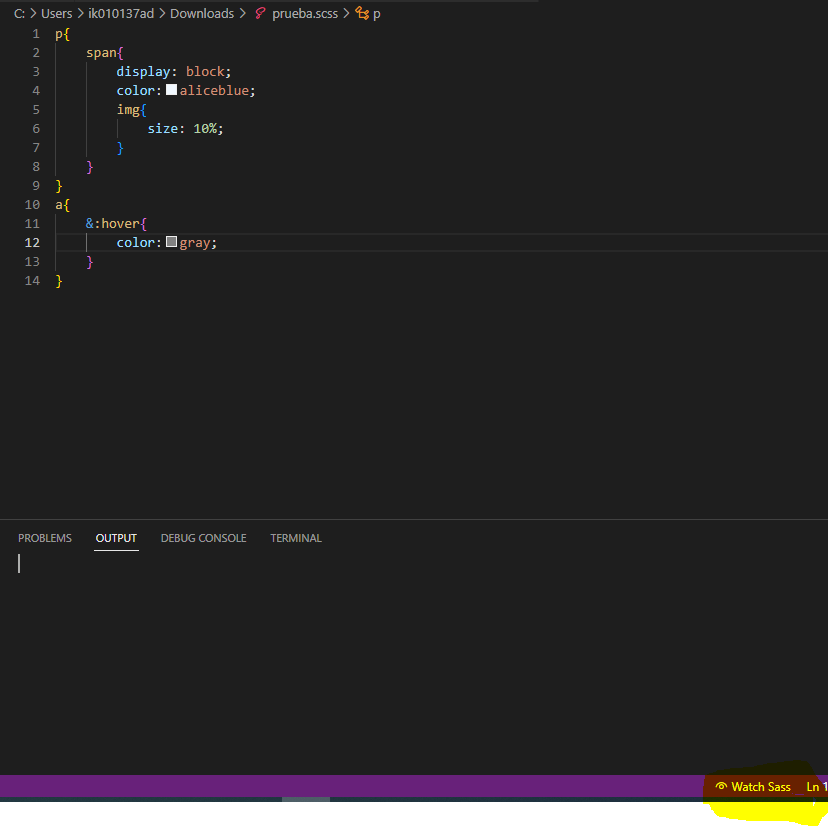 C: > Users > ik010137ad > Downloads > prueba.scss > p
1 p{
2 span{
3 display: block;
4 color: aliceblue;
5 img{
6 size: 10%;
7 }
8 }
9 }
10 a{
11 &:hover{
12 color: gray;
13 }
14 }
PROBLEMS OUTPUT DEBUG CONSOLE TERMINAL
Watch Sass Ln 1